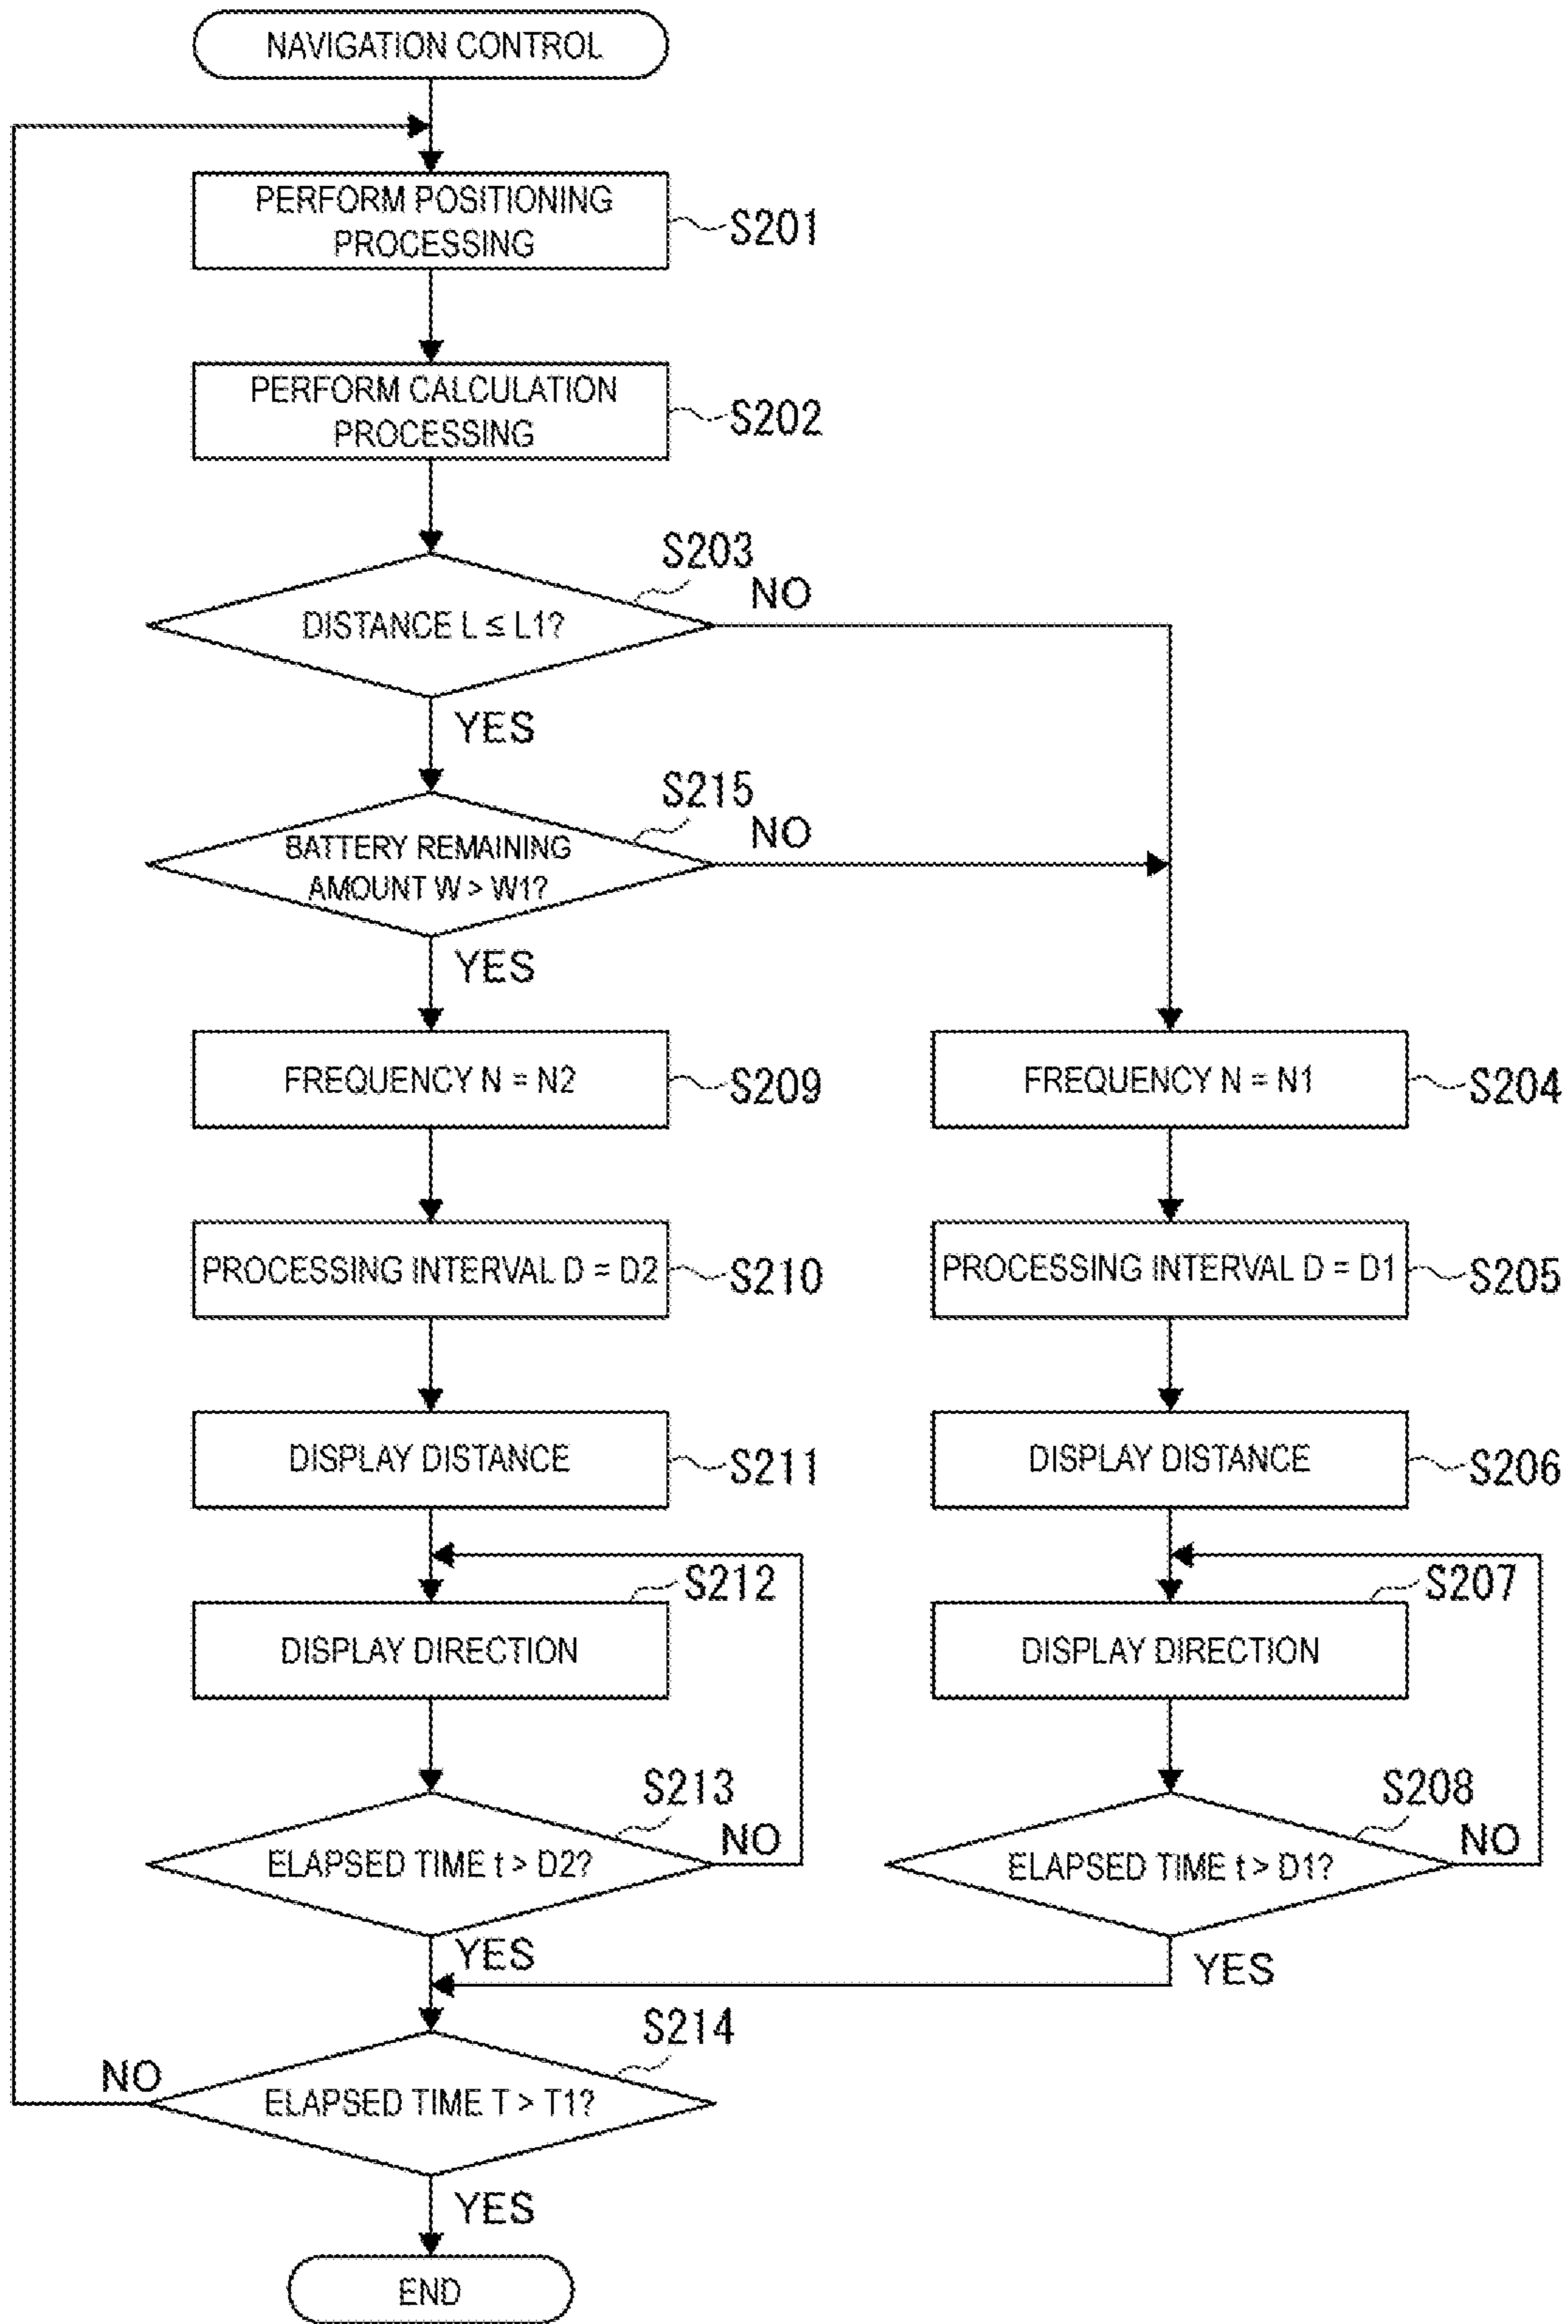 NAVIGATION CONTROL
PERFORM POSITIONING
PROCESSING
S201
PERFORM CALCULATION
PROCESSING
S202
S203
DISTANCE L ≤ L1?
NO
YES
S215
BATTERY REMAINING
AMOUNT W > W1?
NO
YES
FREQUENCY N = N2
S209
FREQUENCY N = N1
S204
PROCESSING INTERVAL D = D2
S210
PROCESSING INTERVAL D = D1
S205
DISPLAY DISTANCE
S211
DISPLAY DISTANCE
S206
S212
DISPLAY DIRECTION
S207
DISPLAY DIRECTION
S213
ELAPSED TIME t > D2?
NO
YES
S208
ELAPSED TIME t > D1?
NO
YES
S214
ELAPSED TIME T > T1?
NO
YES
END